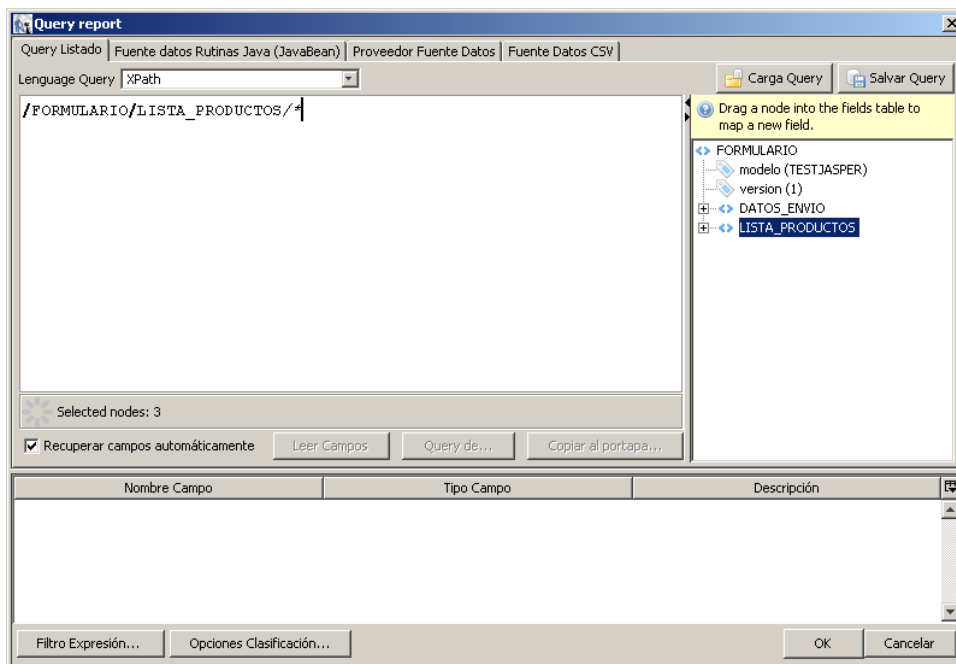 Query report
Query Listado Fuente datos Rutinas Java (JavaBean) Proveedor Fuente Datos Fuente Datos CSV
Lenguage Query XPath Carga Query Salvar Query
/FORMULARIO/LISTA_PRODUCTOS/*
Drag a node into the fields table to
map a new field.
FORMULARIO
modelo (TESTJASPER)
version (1)
DATOS_ENVIO
LISTA_PRODUCTOS
Selected nodes: 3
Recuperar campos automáticamente Leer Campos Query de... Copiar al portapa...
Nombre Campo Tipo Campo Descripción
Filtro Expresión... Opciones Clasificación... OK Cancelar